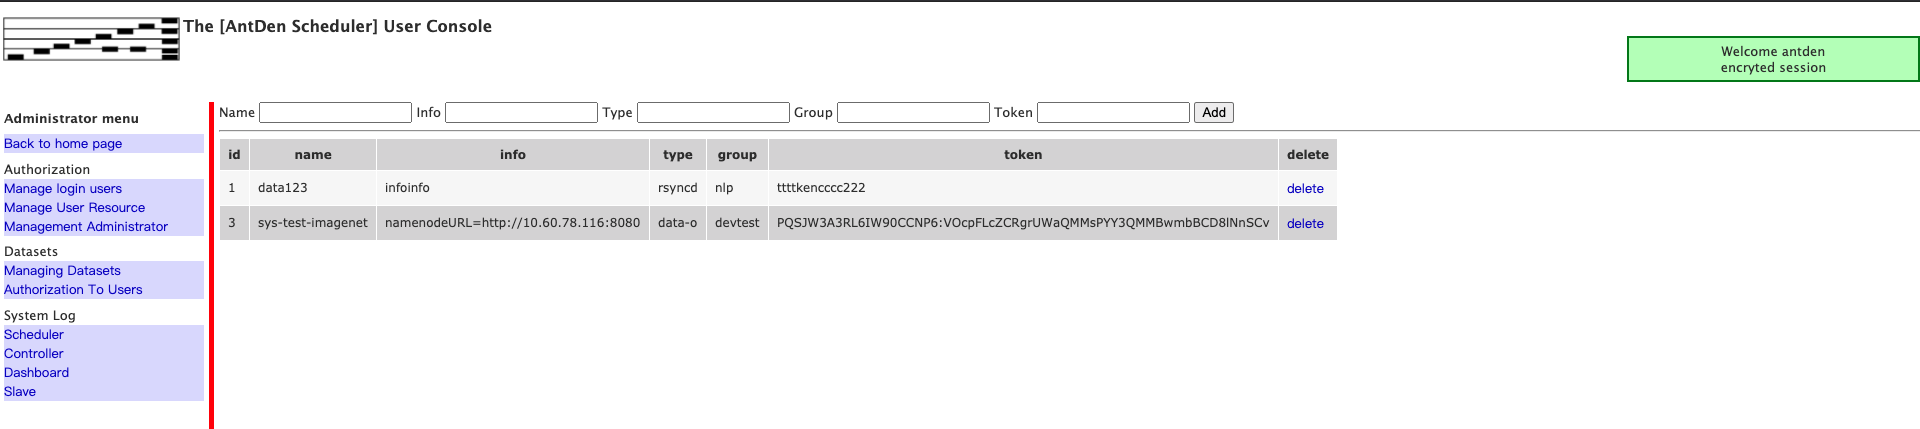 The [AntDen Scheduler] User Console
Welcome antden
encryted session
Administrator menu
Back to home page
Authorization
Manage login users
Manage User Resource
Management Administrator
Datasets
Managing Datasets
Authorization To Users
System Log
Scheduler
Controller
Dashboard
Slave
Name Info Type Group Token Add
id name info type group token delete
1 data123 infoinfo rsyncd nlp ttttkencccc222 delete
3 sys-test-imagenet namenodeURL=http://10.60.78.116:8080 data-o devtest PQSJW3A3RL6IW90CCNP6:VOcpFLcZCRgrUWaQMMsPYY3QMMBwmbBCD8lNnSCv delete